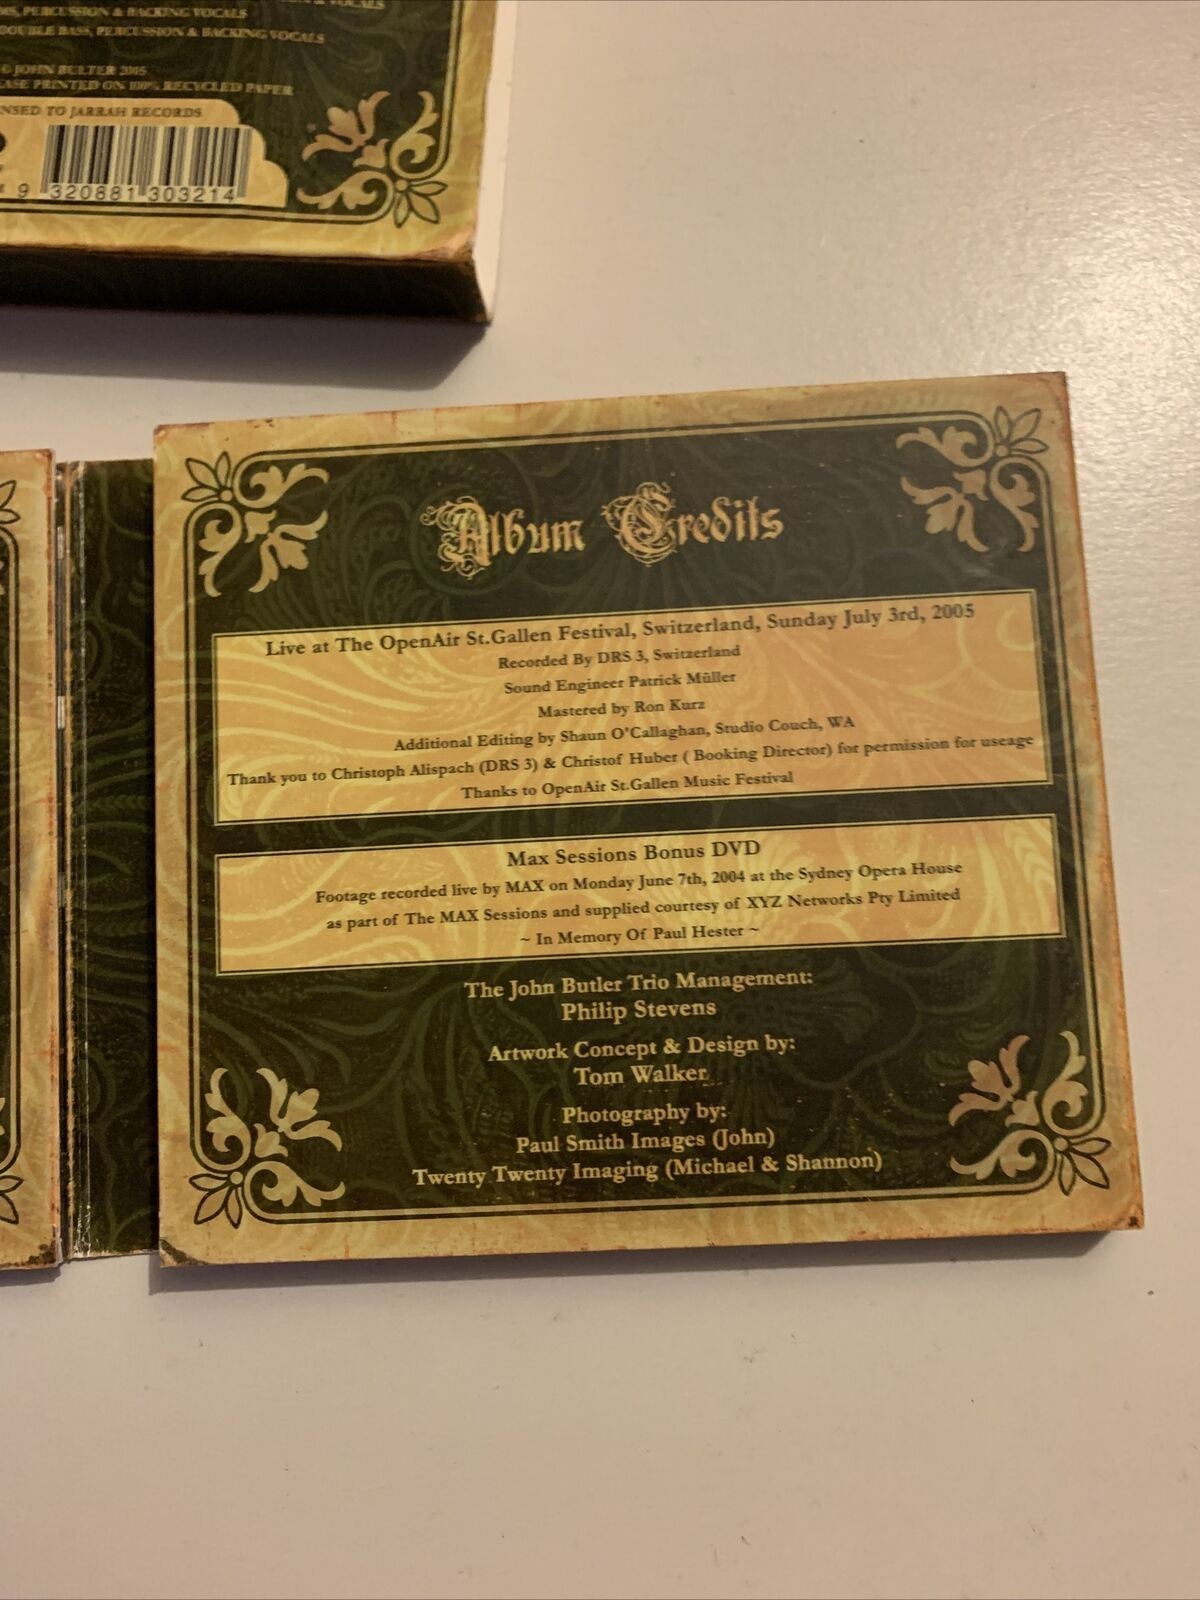 & VOCALS
PERCUSSION & BACKING VOCALS
DOUBLE BASS, PERCUSSION & BACKING VOCALS
© JOHN BULTER 2005
PRINTED ON 100% RECYCLED PAPER
TO JARRAH RECORDS
9 320881 303214
Album Credits
Live at The OpenAir St.Gallen Festival, Switzerland, Sunday July 3rd, 2005
Recorded By DRS 3, Switzerland
Sound Engineer Patrick Müller
Mastered by Ron Kurz
Additional Editing by Shaun O'Callaghan, Studio Couch, WA
Thank you to Christoph Alispach (DRS 3) & Christof Huber ( Booking Director) for permission for useage
Thanks to OpenAir St.Gallen Music Festival
Max Sessions Bonus DVD
Footage recorded live by MAX on Monday June 7th, 2004 at the Sydney Opera House
as part of The MAX Sessions and supplied courtesy of XYZ Networks Pty Limited
~ In Memory Of Paul Hester ~
The John Butler Trio Management:
Philip Stevens
Artwork Concept & Design by:
Tom Walker
Photography by:
Paul Smith Images (John)
Twenty Twenty Imaging (Michael & Shannon)